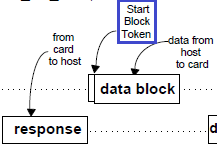 Start
Block
Token
from
card
to host
data from
host
to card
data block
response
d